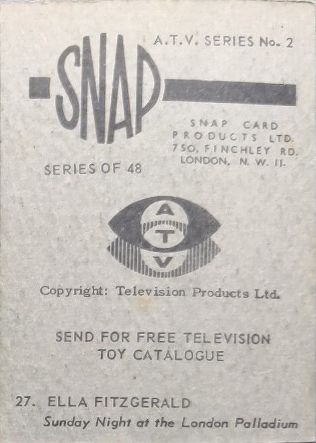 A.T.V. SERIES No. 2
SNAP
SNAP CARD
PRODUCTS LTD.
750, FINCHLEY RD.
LONDON, N. W. 11.
SERIES OF 48
ATV
Copyright: Television Products Ltd.
SEND FOR FREE TELEVISION
TOY CATALOGUE
27. ELLA FITZGERALD
Sunday Night at the London Palladium